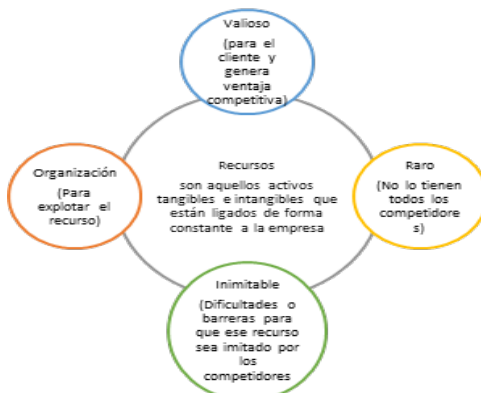 Valioso
(para el
cliente y
genera
ventaja
competitiva)
Organización
(Para
explotar el
recurso)
Recursos
son aquellos activos
tangibles e intangibles que
están ligados de forma
constante a la empresa
Raro
(No lo tienen
todos los
competidore
s)
Inimitable
(Dificultades o
barreras para
que ese recurso
sea imitado por
los
competidores